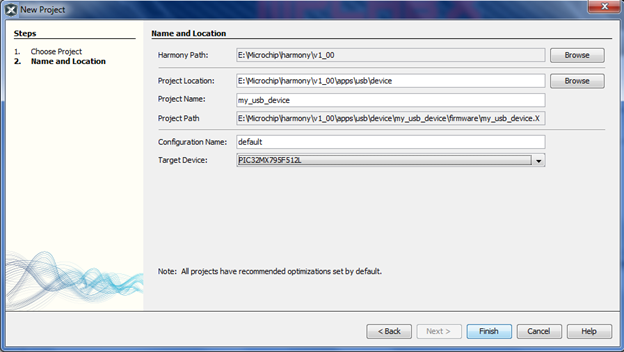 New Project
Steps
1. Choose Project
2. Name and Location
Name and Location
Harmony Path: E:\Microchip\harmony\v1_00 Browse
Project Location: E:\Microchip\harmony\v1_00\apps\usb\device Browse
Project Name: my_usb_device
Project Path E:\Microchip\harmony\v1_00\apps\usb\device\my_usb_device\firmware\my_usb_device.X
Configuration Name: default
Target Device: PIC32MX795F512L
Note: All projects have recommended optimizations set by default.
< Back Next > Finish Cancel Help